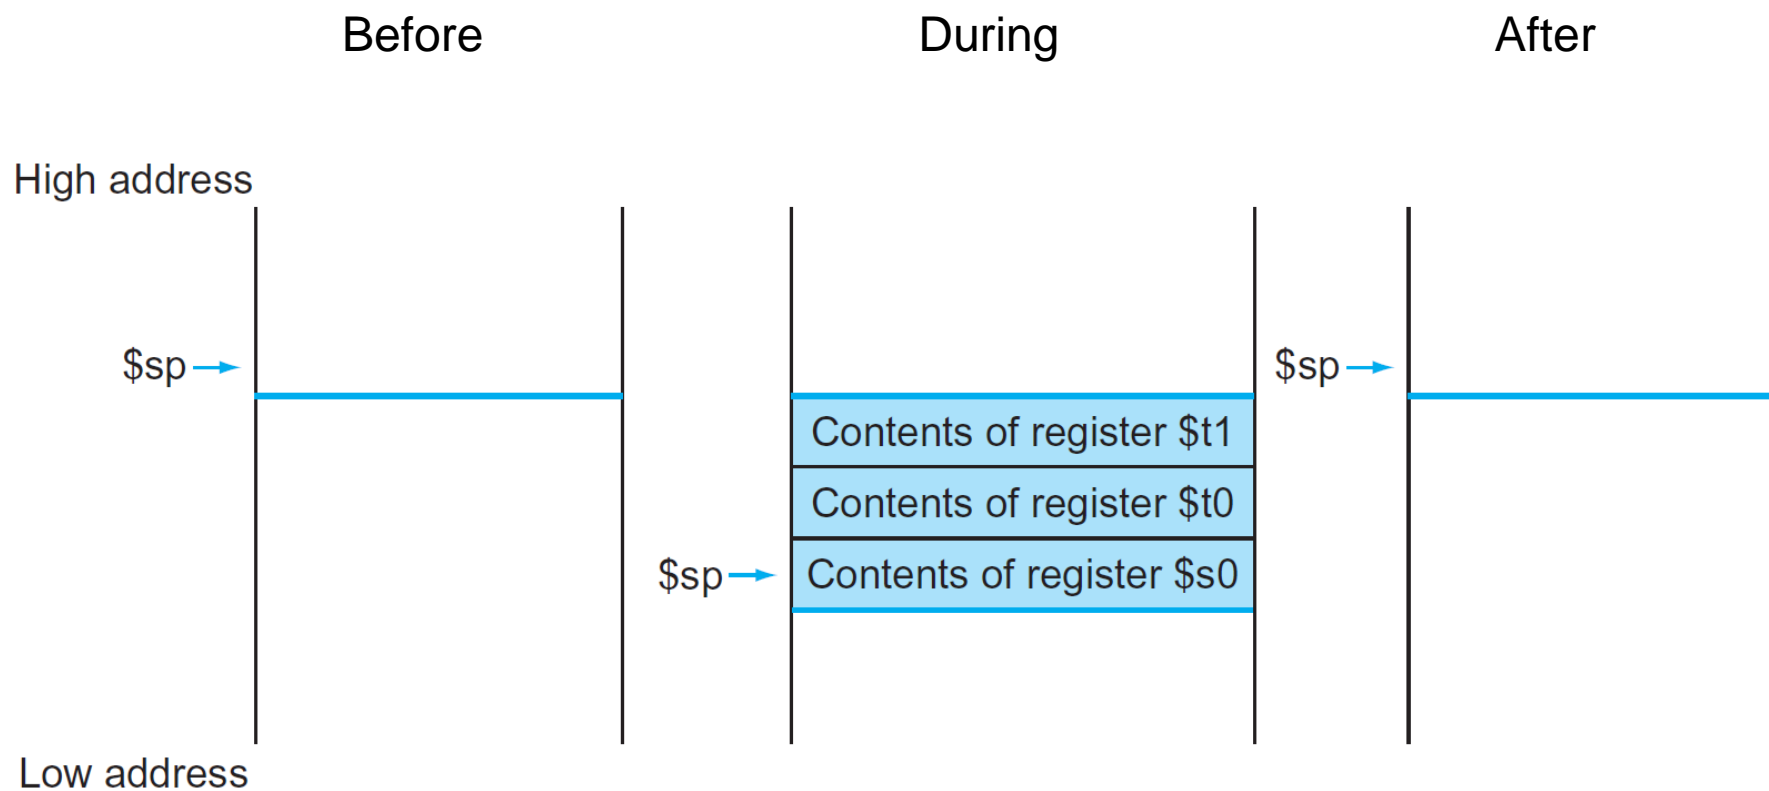 Before
During
After
High address
$sp
$sp
Contents of register $t1
Contents of register $t0
$sp
Contents of register $s0
Low address